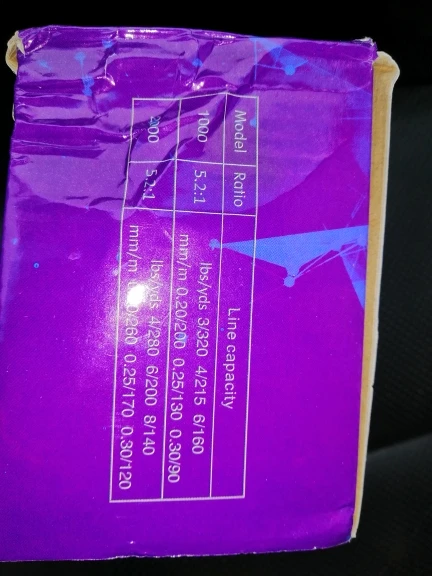 Model Ratio Line capacity
1000 5.2:1 lbs/yds 3/320 4/215 6/160
mm/m 0.20/200 0.25/130 0.30/90
5.2:1 lbs/yds 4/280 6/200 8/140
mm/m 0.25/170 0.30/120